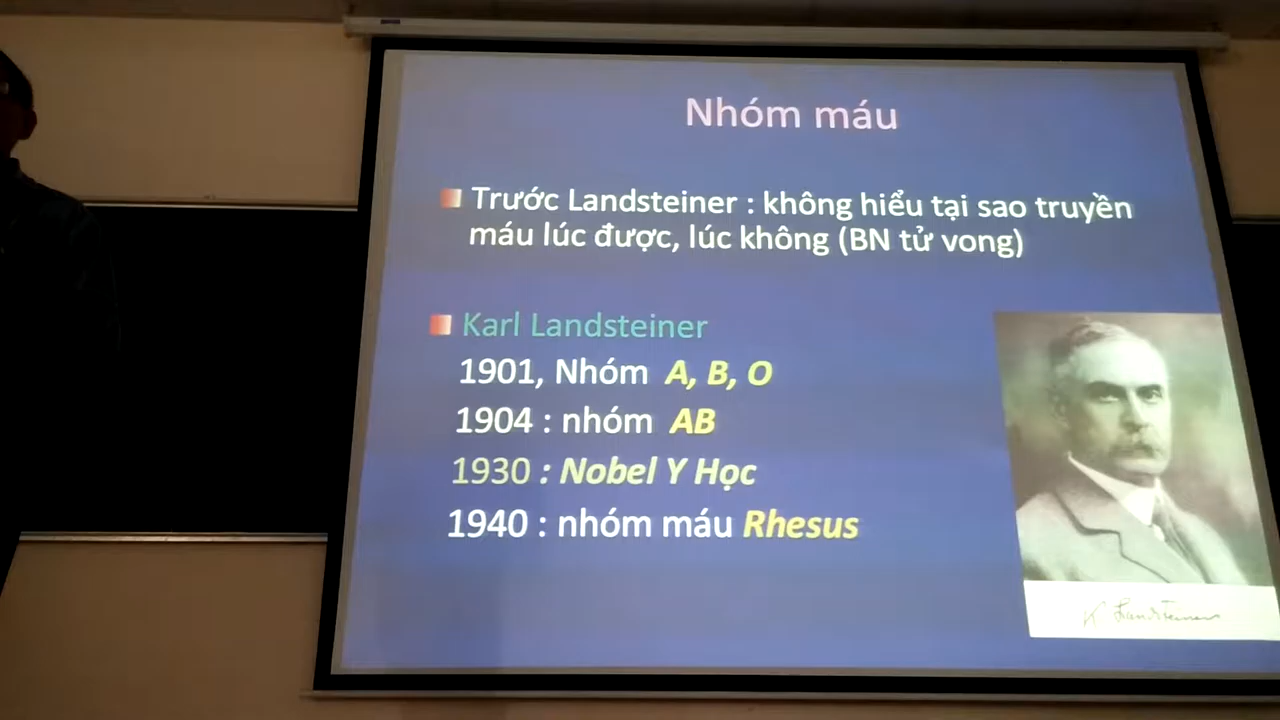 Nhóm máu
Trước Landsteiner : không hiểu tại sao truyền
máu lúc được, lúc không (BN tử vong)
Karl Landsteiner
1901, Nhóm A, B, O
1904 : nhóm AB
1930 : Nobel Y Học
1940 : nhóm máu Rhesus
K Landsteiner